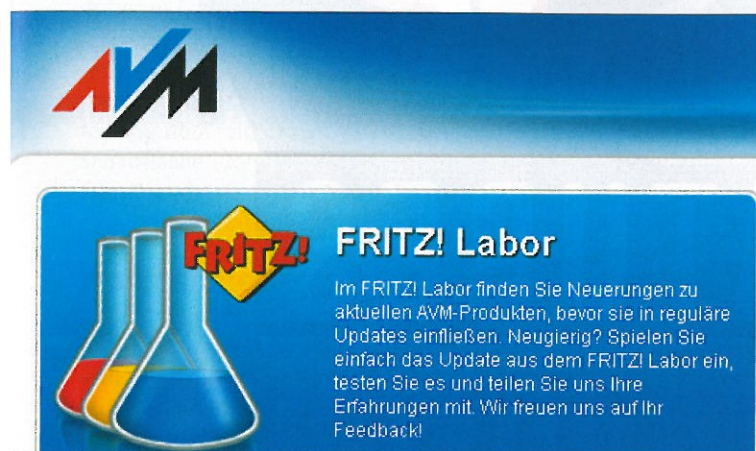 AVM
FRITZ!
FRITZ! Labor
Im FRITZ! Labor finden Sie Neuerungen zu
aktuellen AVM-Produkten, bevor sie in reguläre
Updates einfließen. Neugierig? Spielen Sie
einfach das Update aus dem FRITZ! Labor ein,
testen Sie es und teilen Sie uns Ihre
Erfahrungen mit. Wir freuen uns auf Ihr
Feedback!